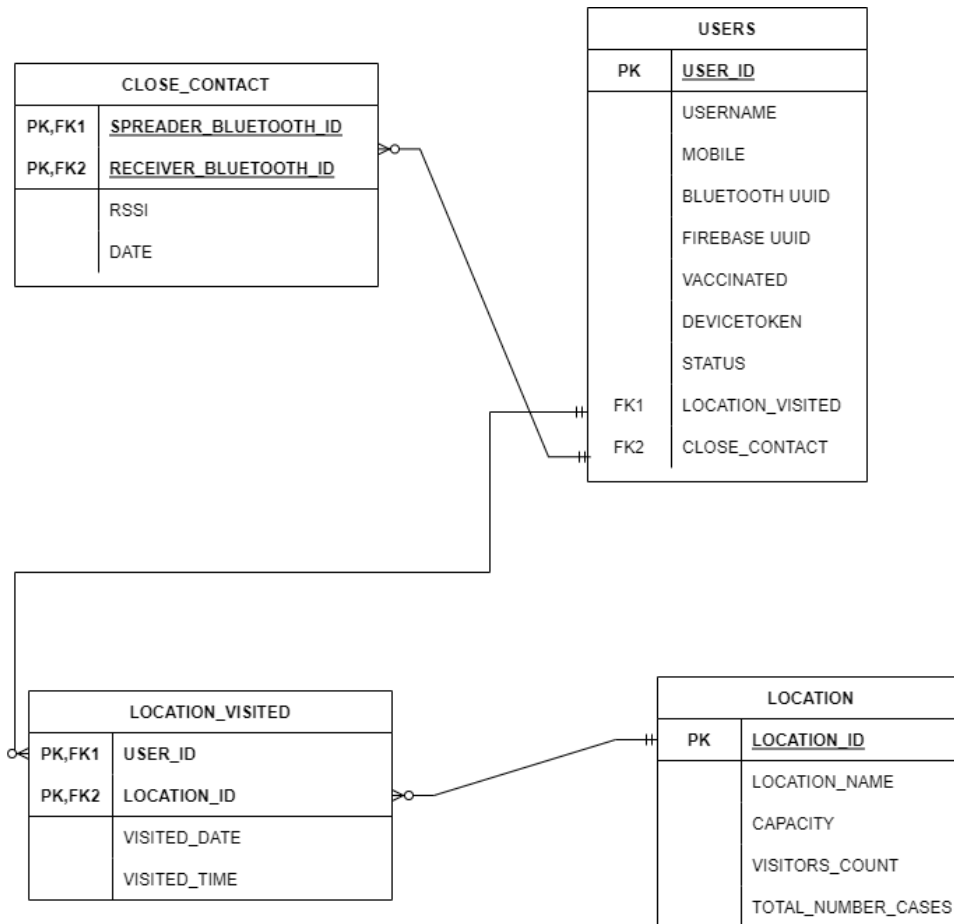 USERS
PK USER_ID
USERNAME
MOBILE
BLUETOOTH UUID
FIREBASE UUID
VACCINATED
DEVICETOKEN
STATUS
FK1 LOCATION_VISITED
FK2 CLOSE_CONTACT
CLOSE_CONTACT
PK,FK1 SPREADER_BLUETOOTH_ID
PK,FK2 RECEIVER_BLUETOOTH_ID
RSSI
DATE
LOCATION_VISITED
PK,FK1 USER_ID
PK,FK2 LOCATION_ID
VISITED_DATE
VISITED_TIME
LOCATION
PK LOCATION_ID
LOCATION_NAME
CAPACITY
VISITORS_COUNT
TOTAL_NUMBER_CASES